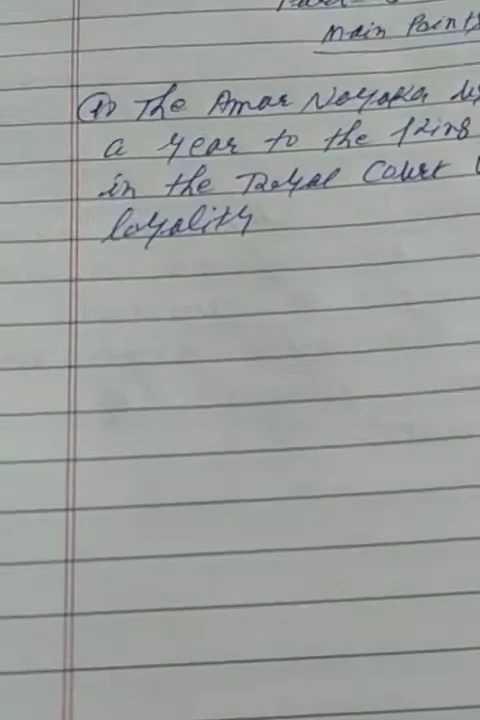 Main Points
① The Amar Nayaka
a year to the king
in the Royal Court
loyality